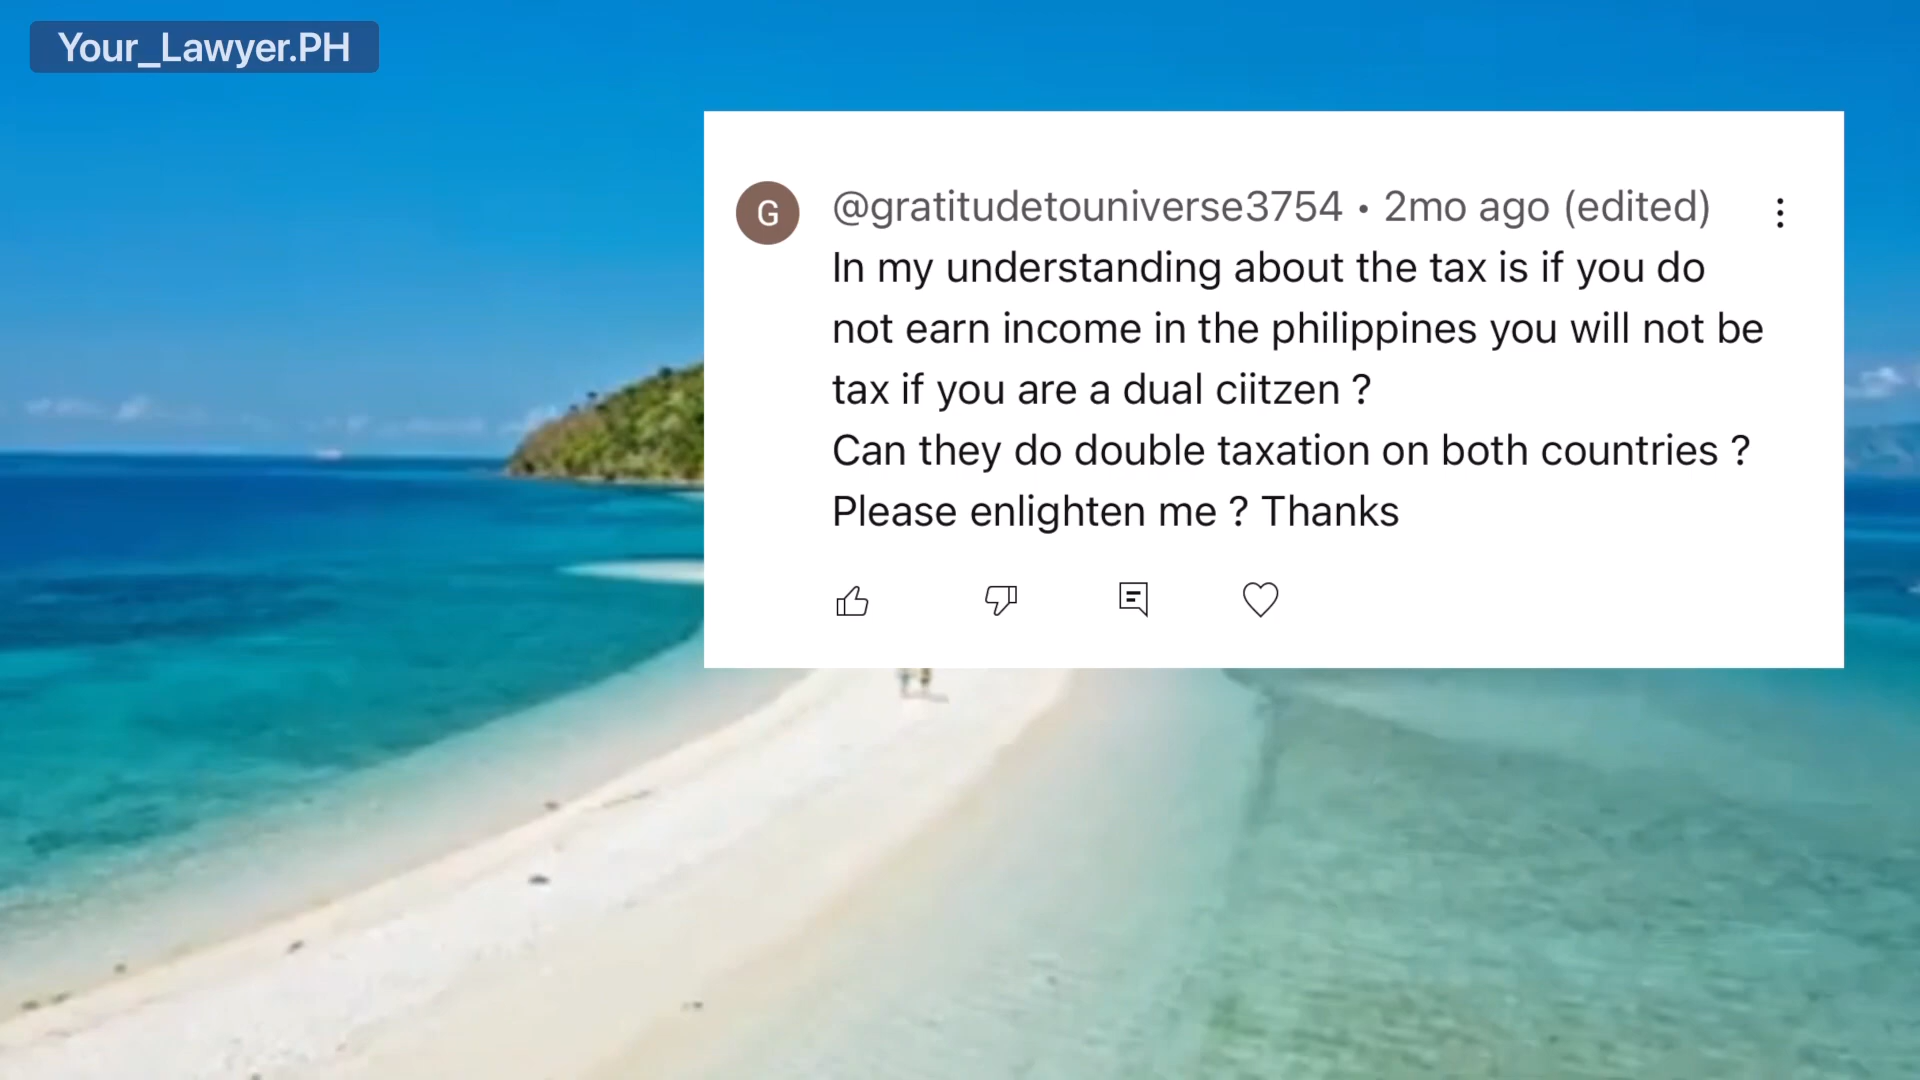 Your_Lawyer.PH
G
@gratitudetouniverse3754 • 2mo ago (edited)
In my understanding about the tax is if you do
not earn income in the philippines you will not be
tax if you are a dual ciitzen ?
Can they do double taxation on both countries ?
Please enlighten me ? Thanks